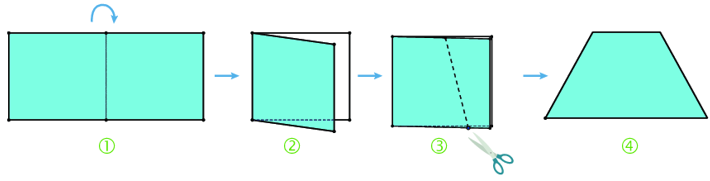 ① ② ③ ④